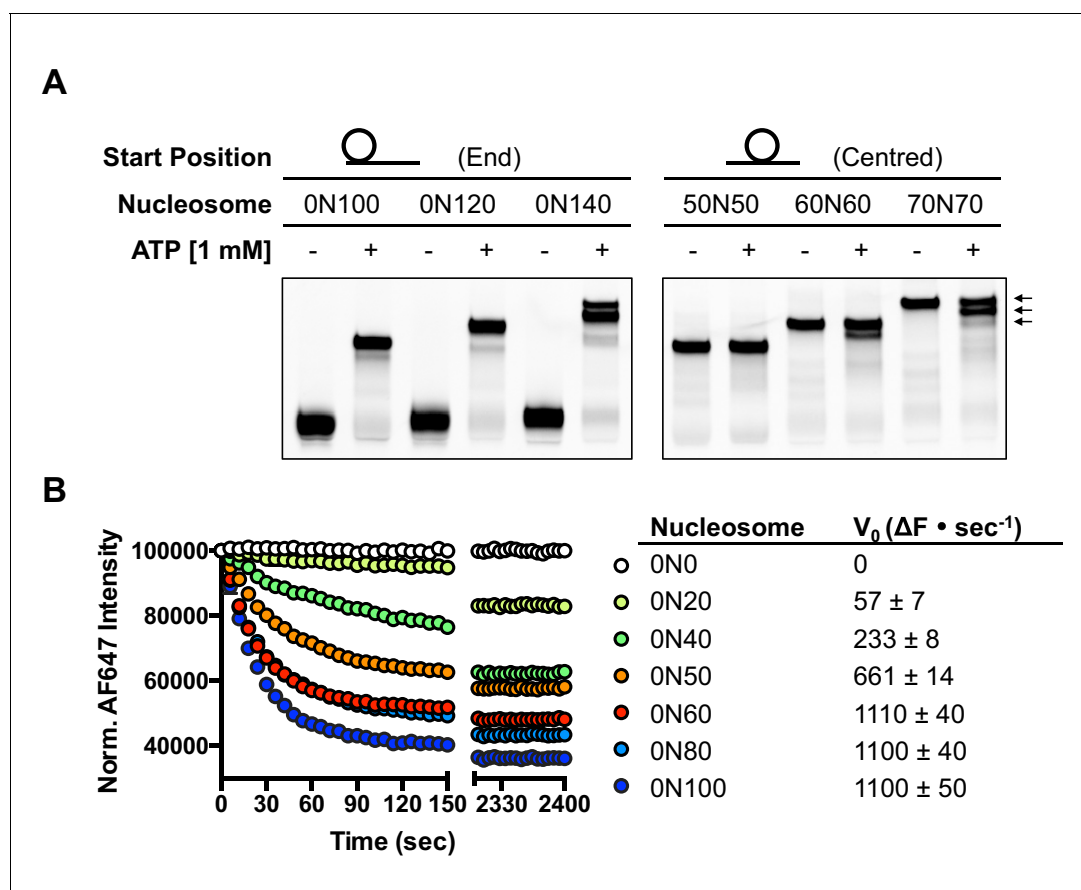 A
Start Position (End) (Centred)
Nucleosome 0N100 0N120 0N140 50N50 60N60 70N70
ATP [1 mM] - + - + - + - + - + - +
B
Norm. AF647 Intensity
100000
80000
60000
40000
0 30 60 90 120 150 2330 2400
Time (sec)
Nucleosome V0 (ΔF • sec-1)
0N0 0
0N20 57 ± 7
0N40 233 ± 8
0N50 661 ± 14
0N60 1110 ± 40
0N80 1100 ± 40
0N100 1100 ± 50